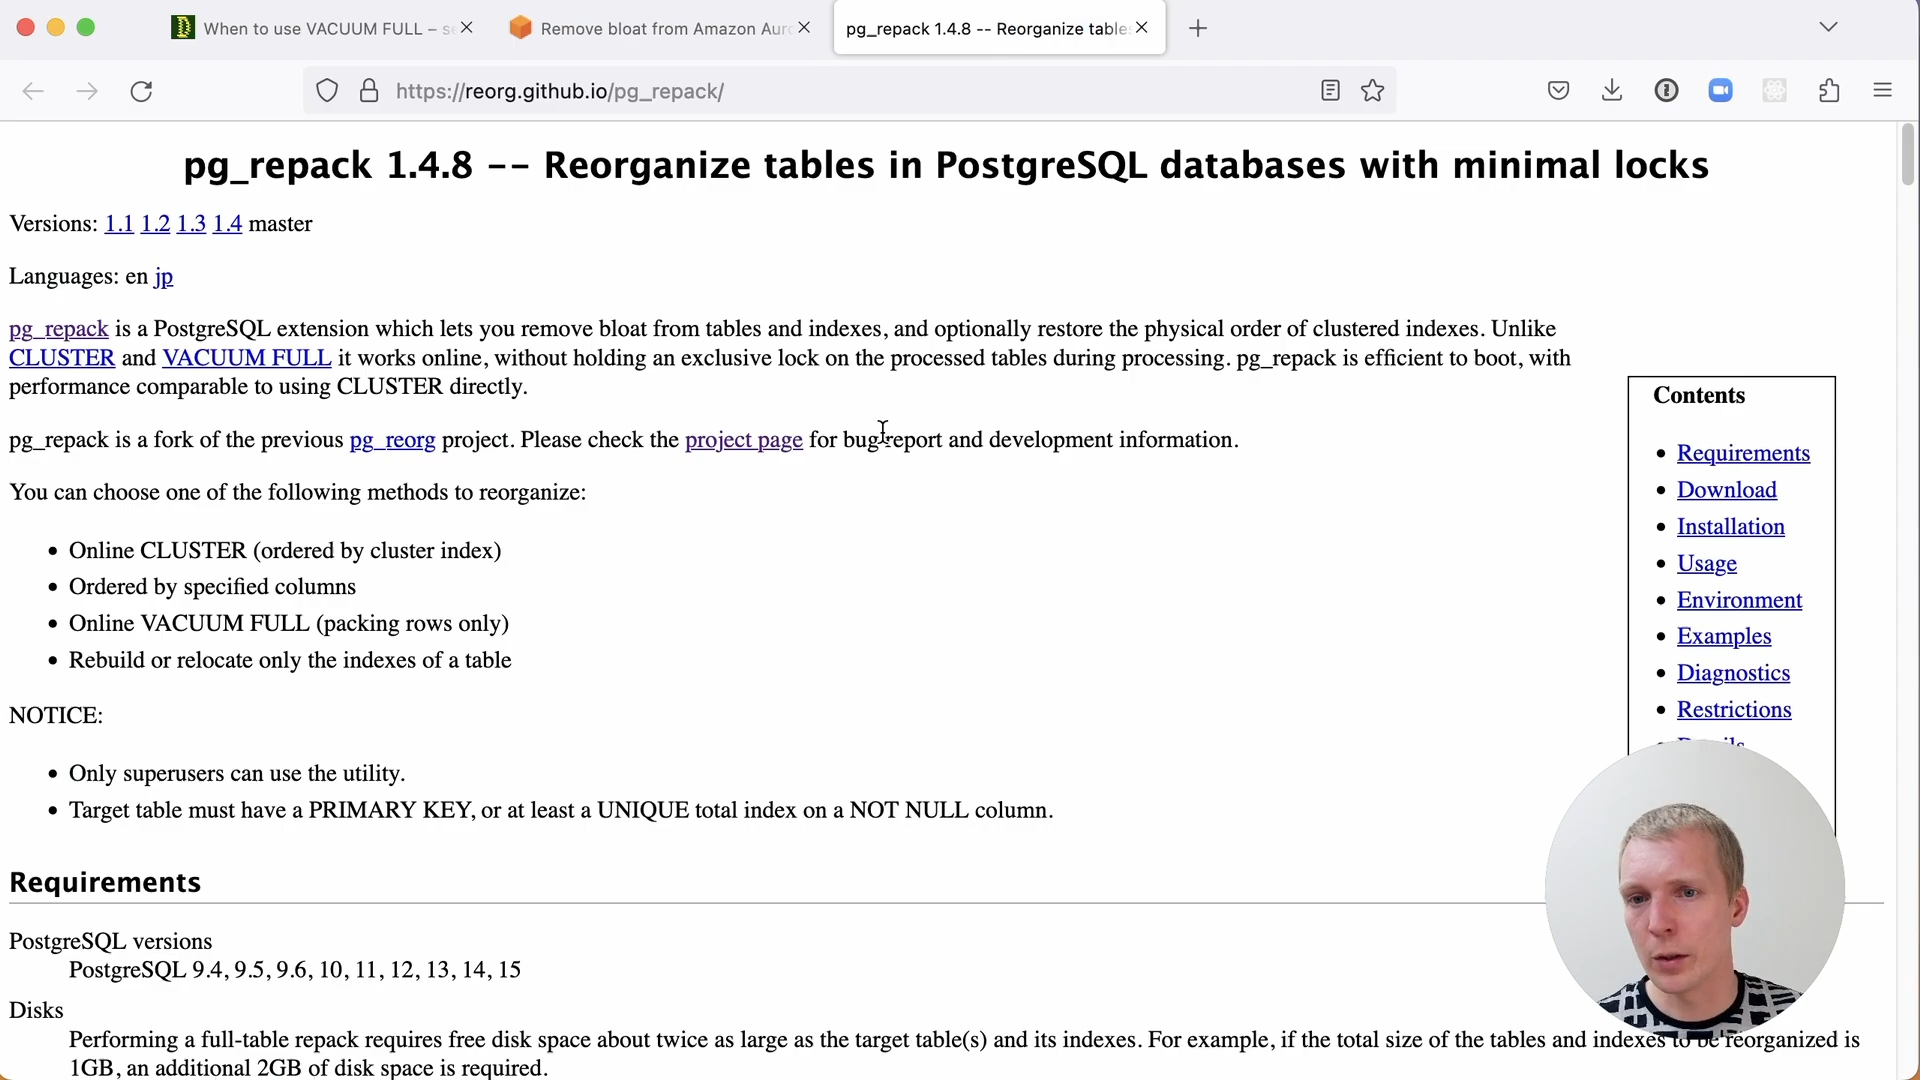 When to use VACUUM FULL – se
Remove bloat from Amazon Auro
pg_repack 1.4.8 -- Reorganize tables
https://reorg.github.io/pg_repack/
pg_repack 1.4.8 -- Reorganize tables in PostgreSQL databases with minimal locks
Versions: 1.1 1.2 1.3 1.4 master
Languages: en jp
pg_repack is a PostgreSQL extension which lets you remove bloat from tables and indexes, and optionally restore the physical order of clustered indexes. Unlike
CLUSTER and VACUUM FULL it works online, without holding an exclusive lock on the processed tables during processing. pg_repack is efficient to boot, with
performance comparable to using CLUSTER directly.
pg_repack is a fork of the previous pg_reorg project. Please check the project page for bug report and development information.
You can choose one of the following methods to reorganize:
• Online CLUSTER (ordered by cluster index)
• Ordered by specified columns
• Online VACUUM FULL (packing rows only)
• Rebuild or relocate only the indexes of a table
NOTICE:
• Only superusers can use the utility.
• Target table must have a PRIMARY KEY, or at least a UNIQUE total index on a NOT NULL column.
Contents
• Requirements
• Download
• Installation
• Usage
• Environment
• Examples
• Diagnostics
• Restrictions
• Details
Requirements
PostgreSQL versions
PostgreSQL 9.4, 9.5, 9.6, 10, 11, 12, 13, 14, 15
Disks
Performing a full-table repack requires free disk space about twice as large as the target table(s) and its indexes. For example, if the total size of the tables and indexes to be reorganized is
1GB, an additional 2GB of disk space is required.